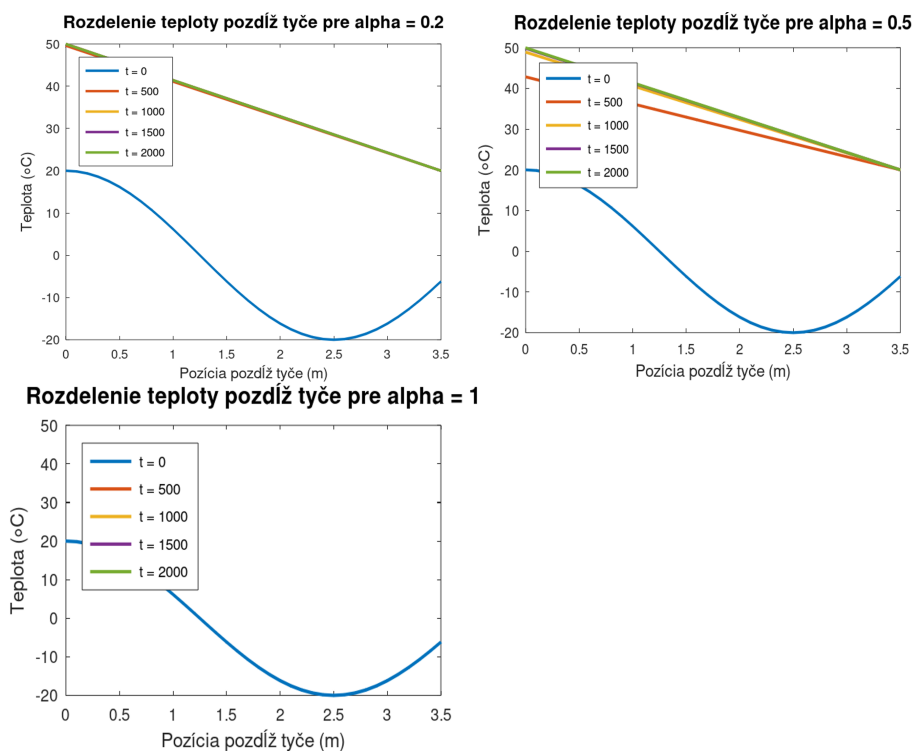 Rozdelenie teploty pozdĺž tyče pre alpha = 0.2
50
40
30
20
10
0
-10
-20
Teplota (∘C)
t = 0
t = 500
t = 1000
t = 1500
t = 2000
0 0.5 1 1.5 2 2.5 3 3.5
Pozícia pozdĺž tyče (m)
Rozdelenie teploty pozdĺž tyče pre alpha = 0.5
50
40
30
20
10
0
-10
-20
Teplota (∘C)
t = 0
t = 500
t = 1000
t = 1500
t = 2000
0 0.5 1 1.5 2 2.5 3 3.5
Pozícia pozdĺž tyče (m)
Rozdelenie teploty pozdĺž tyče pre alpha = 1
50
40
30
20
10
0
-10
-20
Teplota (∘C)
t = 0
t = 500
t = 1000
t = 1500
t = 2000
0 0.5 1 1.5 2 2.5 3 3.5
Pozícia pozdĺž tyče (m)